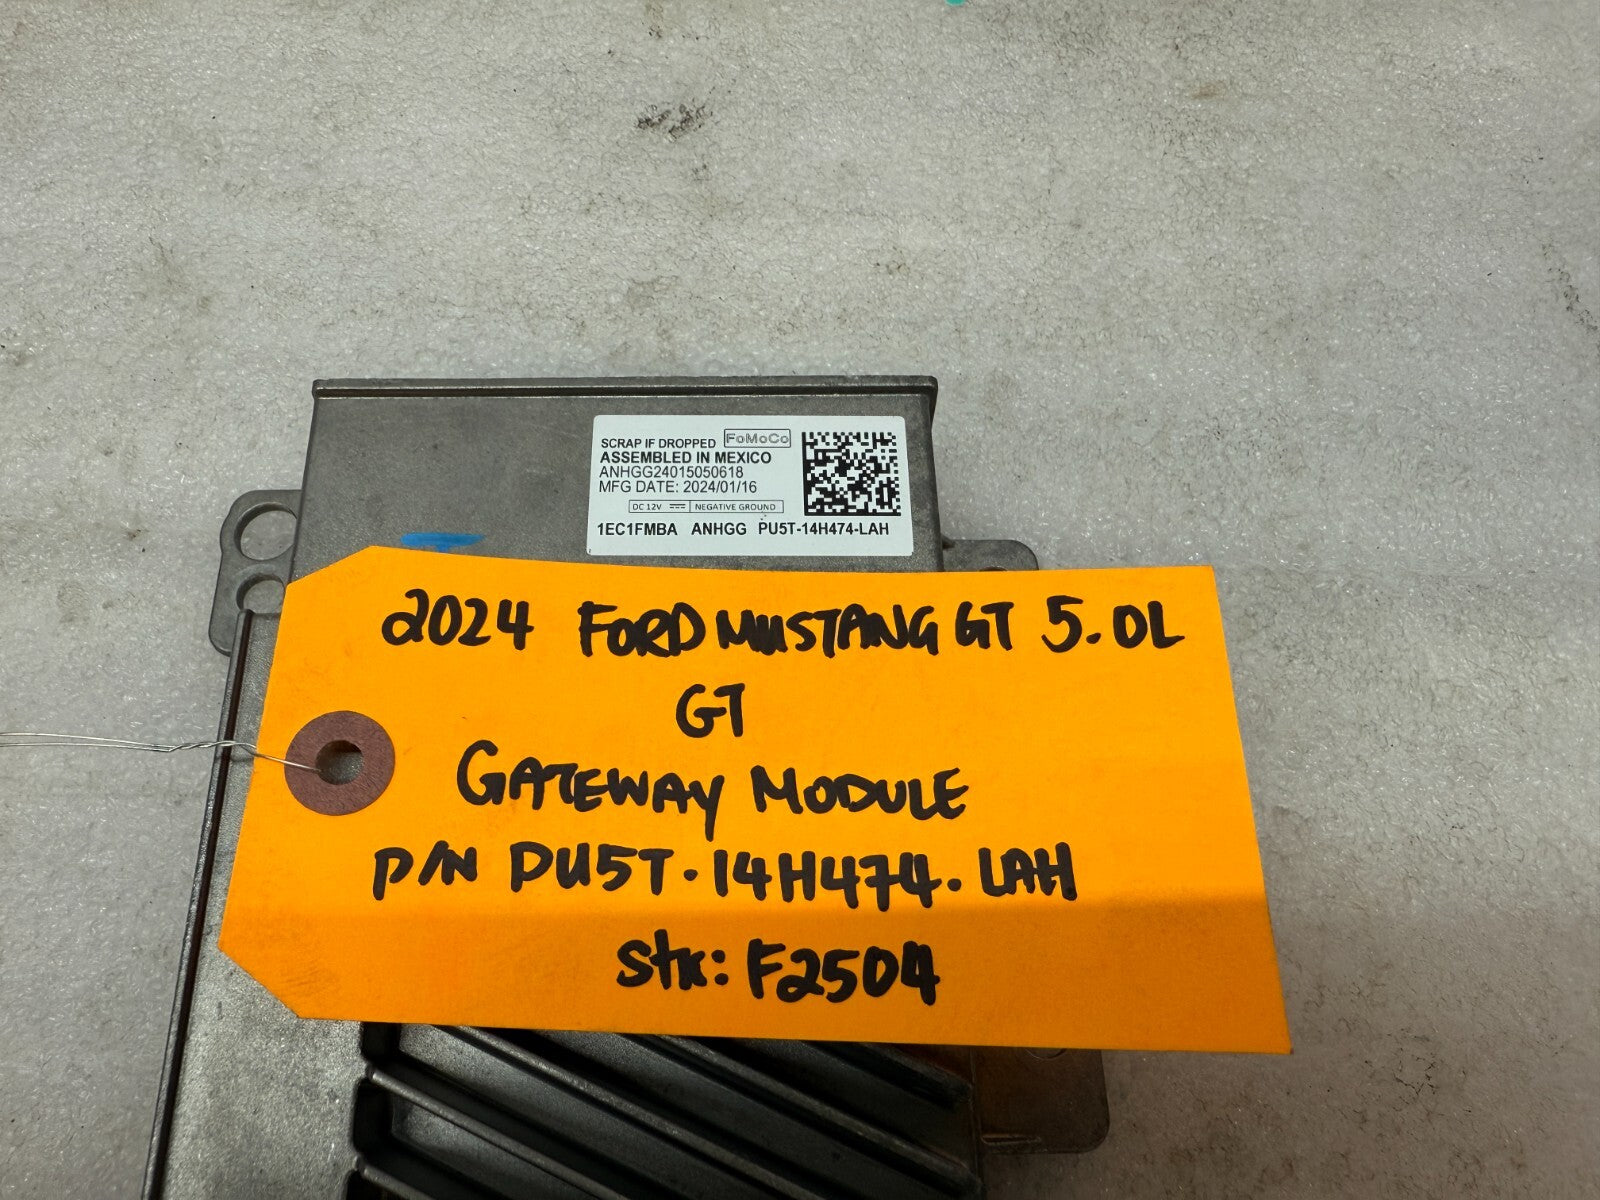 SCRAP IF DROPPED FoMoCo
ASSEMBLED IN MEXICO
ANHGG24015050618
MFG DATE: 2024/01/16
DC 12V NEGATIVE GROUND
1EC1FMBA ANHGG PU5T-14H474-LAH
2024 FORD MUSTANG GT 5.0L
GT
GATEWAY MODULE
P/N PU5T-14H474-LAH
Stk: F2504